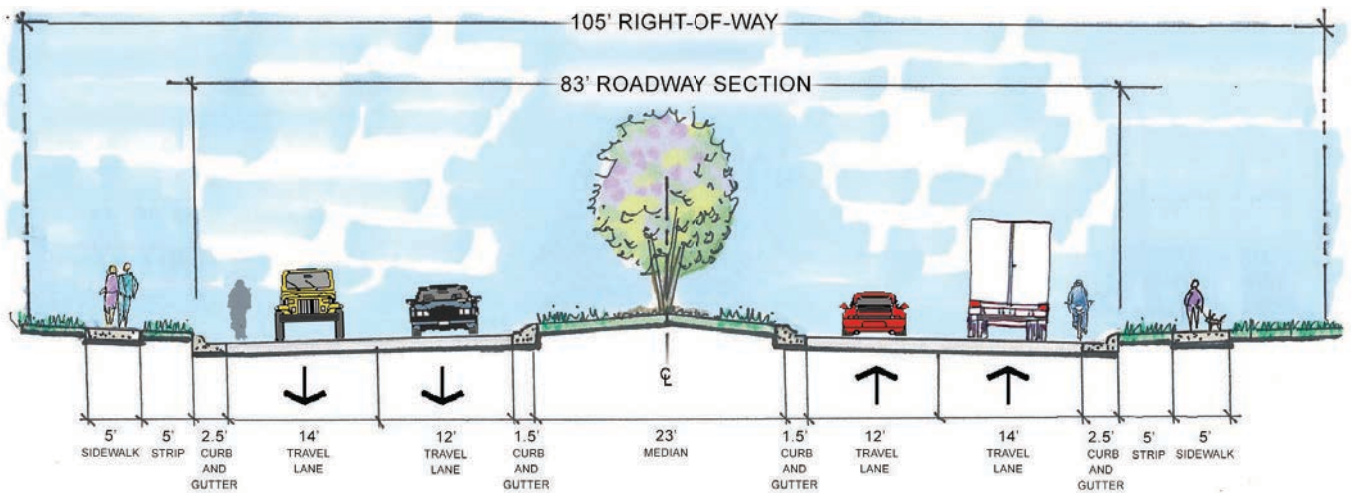 105' RIGHT-OF-WAY
83' ROADWAY SECTION
℄
5'
SIDEWALK
5'
STRIP
2.5'
CURB
AND
GUTTER
14'
TRAVEL
LANE
12'
TRAVEL
LANE
1.5'
CURB
AND
GUTTER
23'
MEDIAN
1.5'
CURB
AND
GUTTER
12'
TRAVEL
LANE
14'
TRAVEL
LANE
2.5'
CURB
AND
GUTTER
5'
STRIP
5'
SIDEWALK